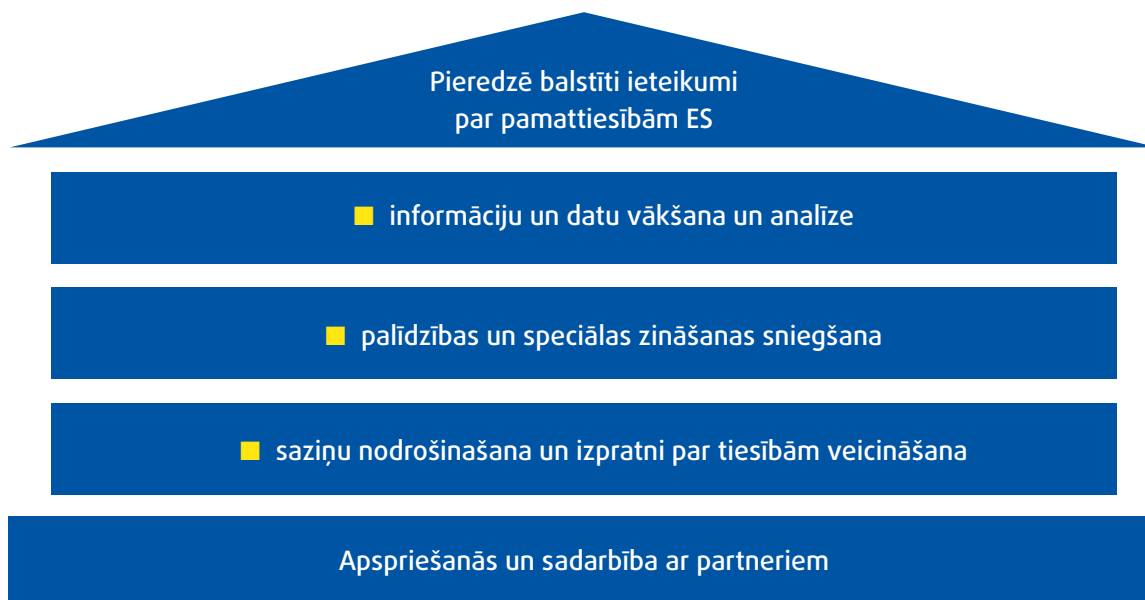 Pieredzē balstīti ieteikumi
par pamattiesībām ES
informāciju un datu vākšana un analīze
palīdzības un speciālas zināšanas sniegšana
saziņu nodrošinašana un izpratni par tiesībām veicināšana
Apspriešanās un sadarbība ar partneriem